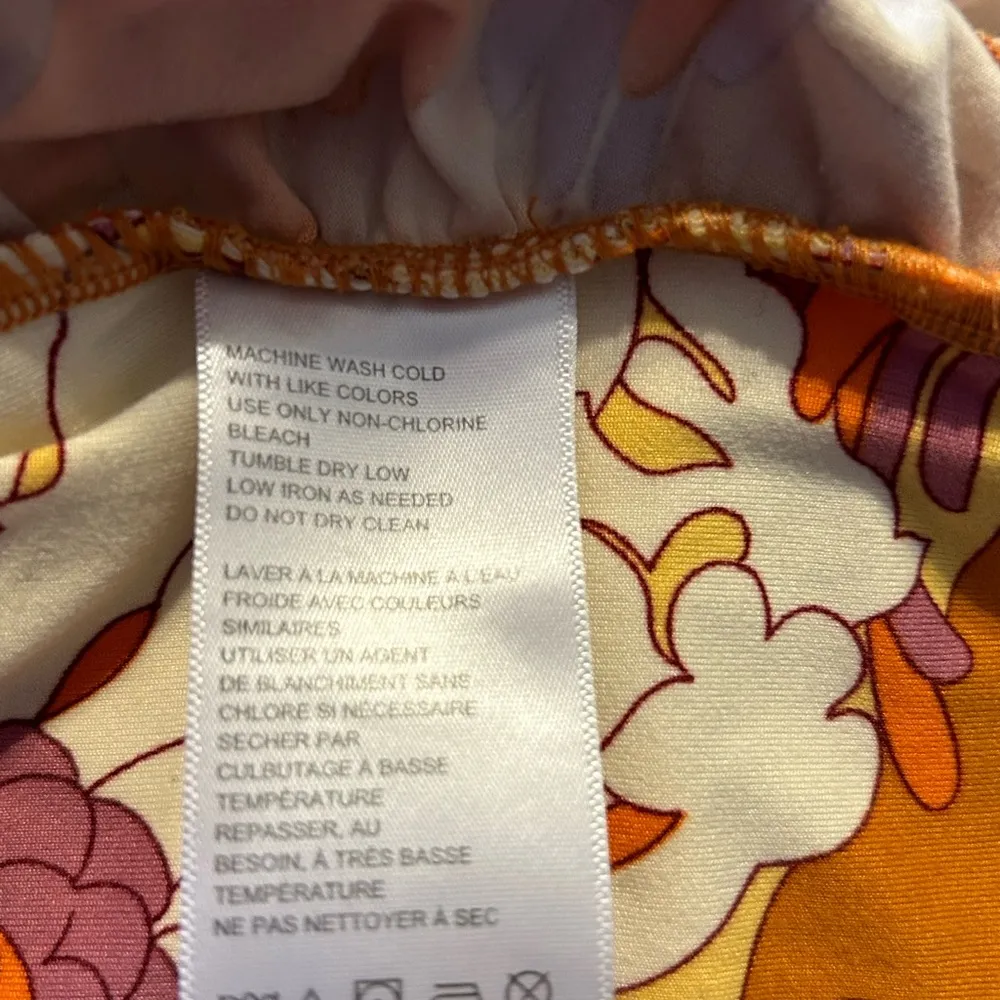 MACHINE WASH COLD
WITH LIKE COLORS
USE ONLY NON-CHLORINE
BLEACH
TUMBLE DRY LOW
LOW IRON AS NEEDED
DO NOT DRY CLEAN
LAVER À LA MACHINE À L'EAU
FROIDE AVEC COULEURS
SIMILAIRES
UTILISER UN AGENT
DE BLANCHIMENT SANS
CHLORE SI NÉCESSAIRE
SÉCHER PAR
CULBUTAGE À BASSE
TEMPÉRATURE
REPASSER, AU
BESOIN, À TRÈS BASSE
TEMPÉRATURE
NE PAS NETTOYER À SEC